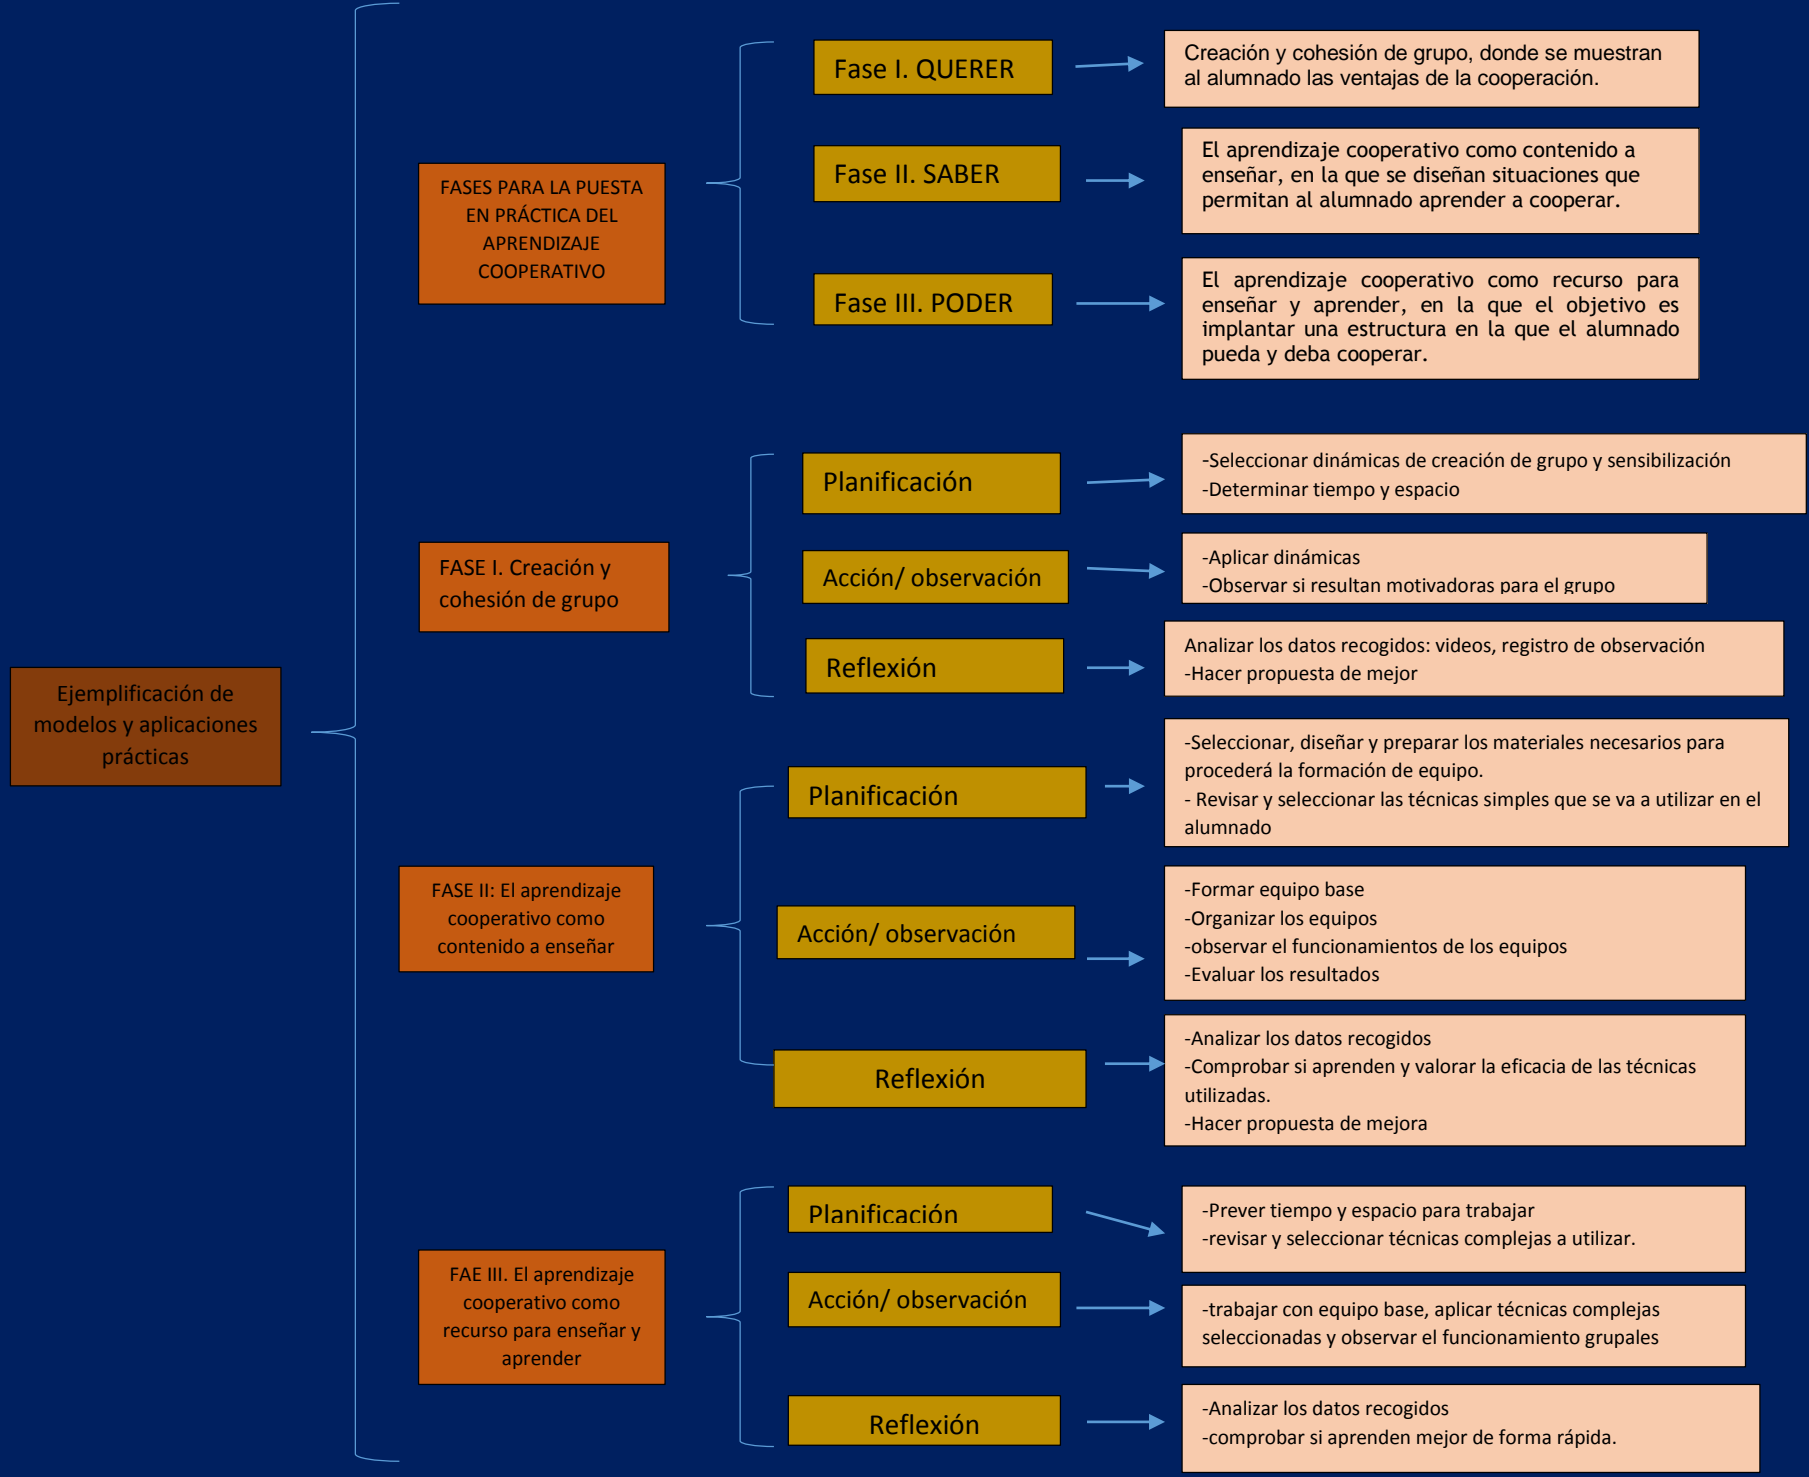 Ejemplificación de
modelos y aplicaciones
prácticas
FASES PARA LA PUESTA
EN PRÁCTICA DEL
APRENDIZAJE
COOPERATIVO
Fase I. QUERER
Creación y cohesión de grupo, donde se muestran
al alumnado las ventajas de la cooperación.
Fase II. SABER
El aprendizaje cooperativo como contenido a
enseñar, en la que se diseñan situaciones que
permitan al alumnado aprender a cooperar.
Fase III. PODER
El aprendizaje cooperativo como recurso para
enseñar y aprender, en la que el objetivo es
implantar una estructura en la que el alumnado
pueda y deba cooperar.
FASE I. Creación y
cohesión de grupo
Planificación
-Seleccionar dinámicas de creación de grupo y sensibilización
-Determinar tiempo y espacio
Acción/ observación
-Aplicar dinámicas
-Observar si resultan motivadoras para el grupo
Reflexión
Analizar los datos recogidos: videos, registro de observación
-Hacer propuesta de mejor
FASE II: El aprendizaje
cooperativo como
contenido a enseñar
Planificación
-Seleccionar, diseñar y preparar los materiales necesarios para
procederá la formación de equipo.
- Revisar y seleccionar las técnicas simples que se va a utilizar en el
alumnado
Acción/ observación
-Formar equipo base
-Organizar los equipos
-observar el funcionamientos de los equipos
-Evaluar los resultados
Reflexión
-Analizar los datos recogidos
-Comprobar si aprenden y valorar la eficacia de las técnicas
utilizadas.
-Hacer propuesta de mejora
FAE III. El aprendizaje
cooperativo como
recurso para enseñar y
aprender
Planificación
-Prever tiempo y espacio para trabajar
-revisar y seleccionar técnicas complejas a utilizar.
Acción/ observación
-trabajar con equipo base, aplicar técnicas complejas
seleccionadas y observar el funcionamiento grupales
Reflexión
-Analizar los datos recogidos
-comprobar si aprenden mejor de forma rápida.